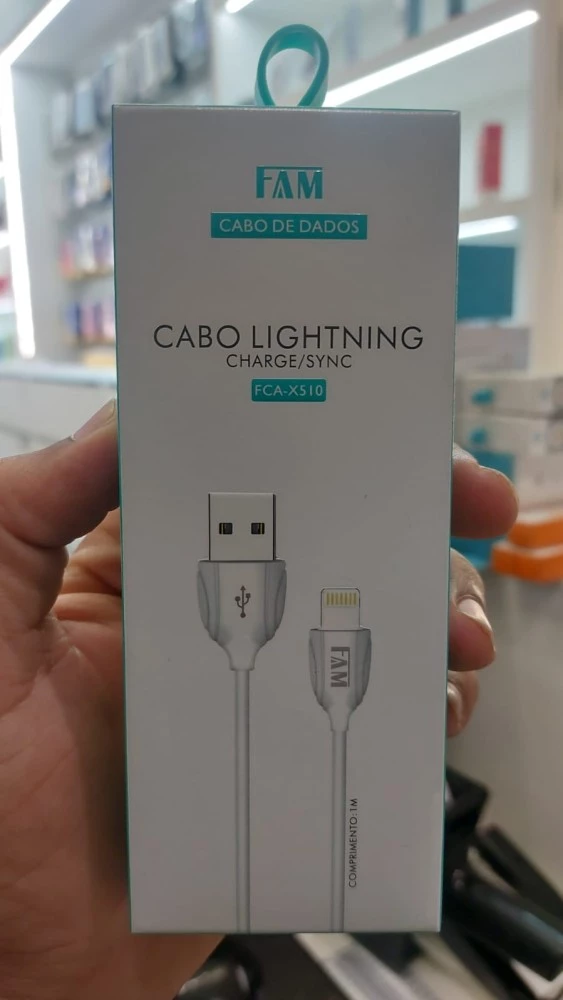 FAM
CABO DE DADOS
CABO LIGHTNING
CHARGE/SYNC
FCA-X510
FAM
COMPRIMENTO: 1M